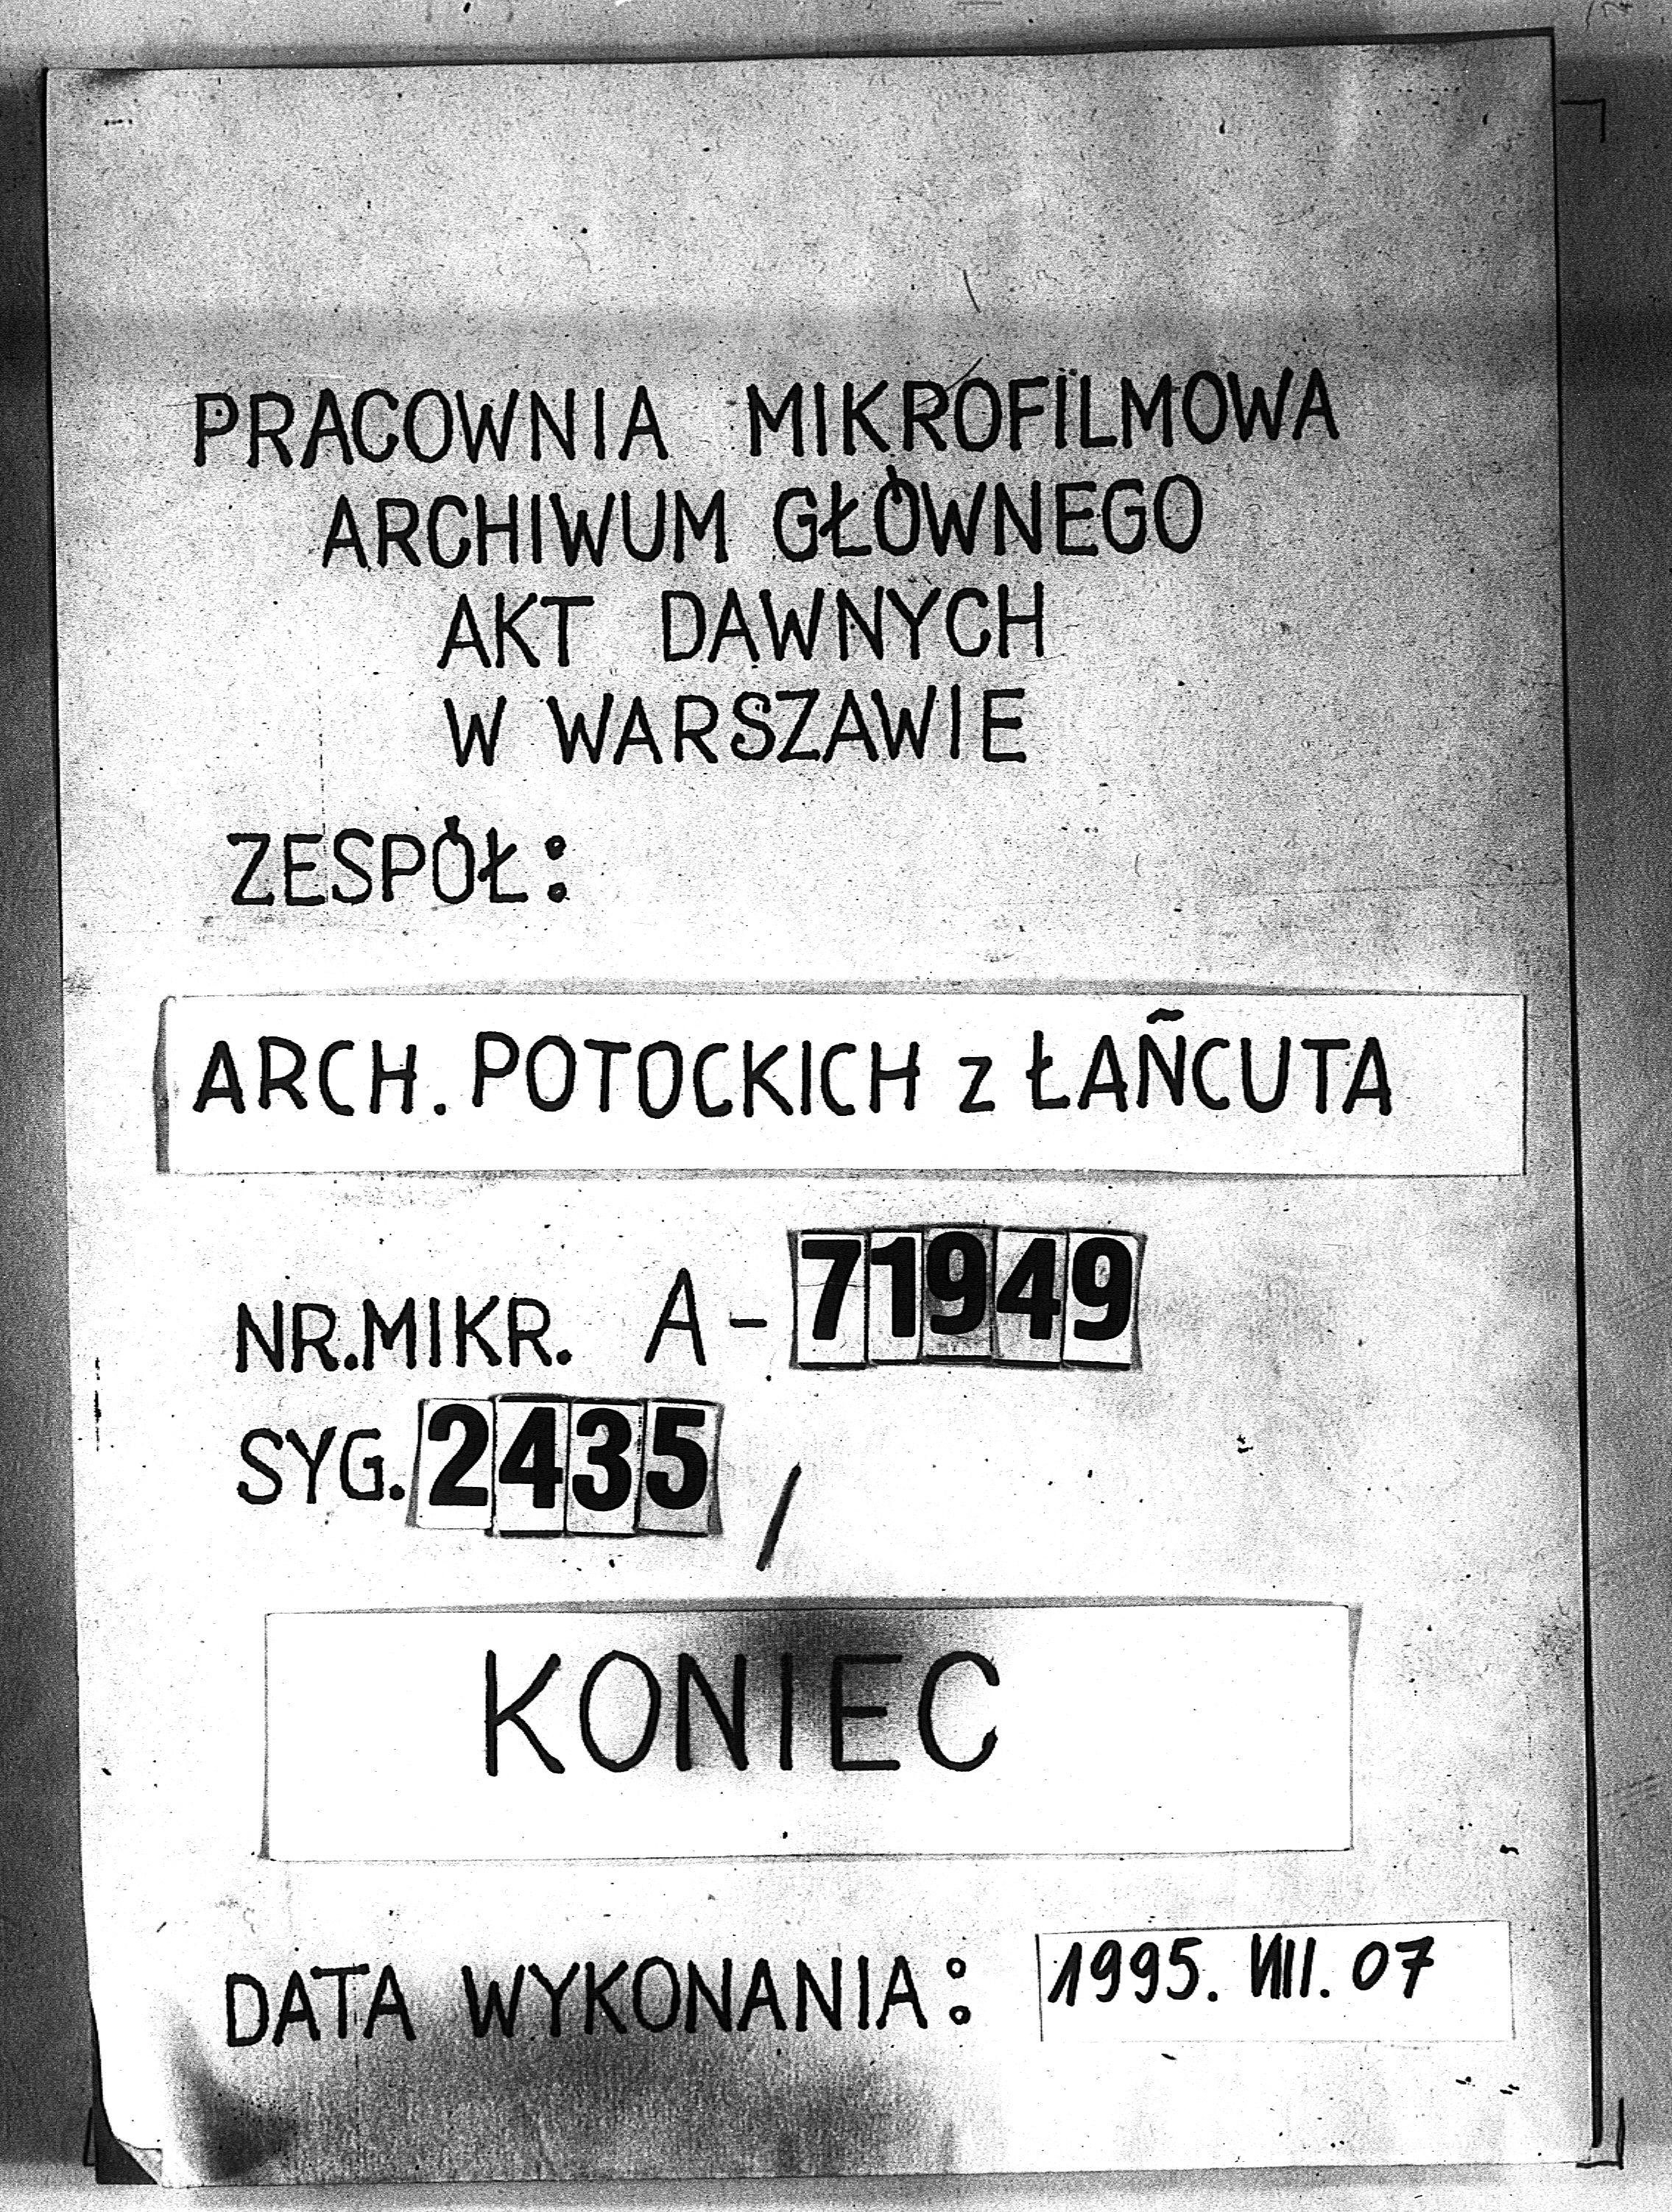 PRACOWNIA MIKROFILMOWA
ARCHIWUM GŁÓWNEGO
AKT DAWNYCH
W WARSZAWIE
ZESPÓŁ:
ARCH. POTOCKICH z ŁAŃCUTA
NR.MIKR. A-71949
SYG. 2435 /
KONIEC
DATA WYKONANIA: 1995. VIII. 07